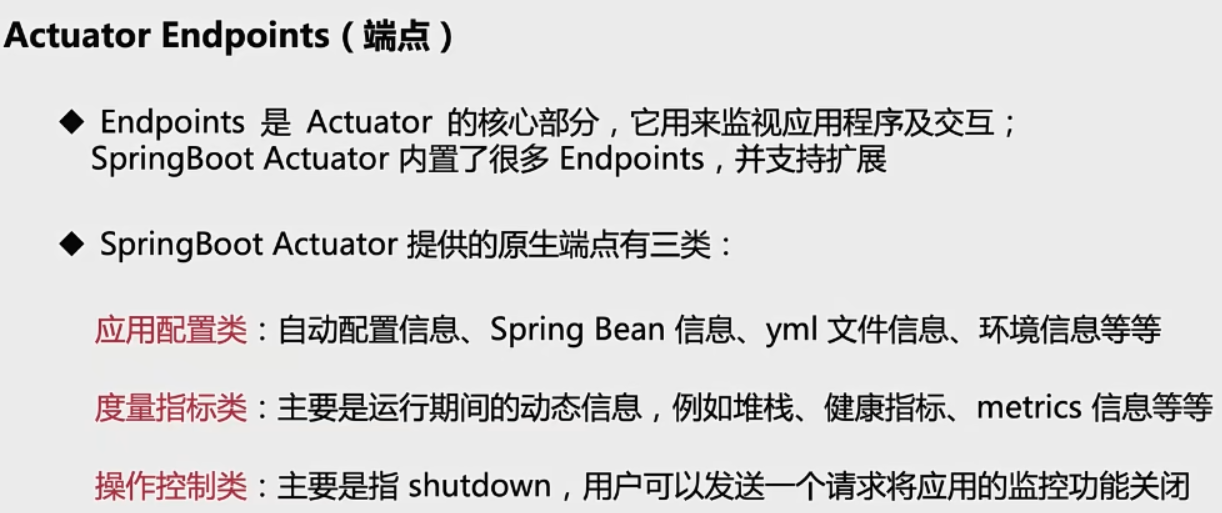 Actuator Endpoints（端点）
◆ Endpoints 是 Actuator 的核心部分，它用来监视应用程序及交互；
SpringBoot Actuator 内置了很多 Endpoints，并支持扩展
◆ SpringBoot Actuator 提供的原生端点有三类：
应用配置类：自动配置信息、Spring Bean 信息、yml 文件信息、环境信息等等
度量指标类：主要是运行期间的动态信息，例如堆栈、健康指标、metrics 信息等等
操作控制类：主要是指 shutdown，用户可以发送一个请求将应用的监控功能关闭